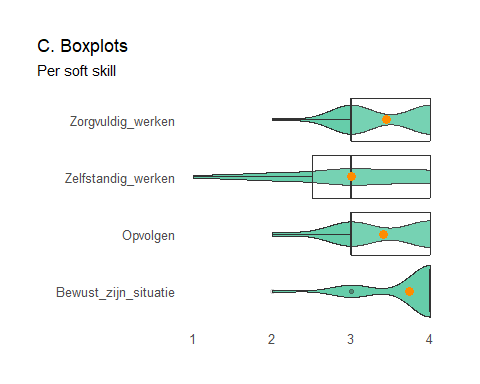 C. Boxplots
Per soft skill
Zorgvuldig_werken
Zelfstandig_werken
Opvolgen
Bewust_zijn_situatie
1 2 3 4